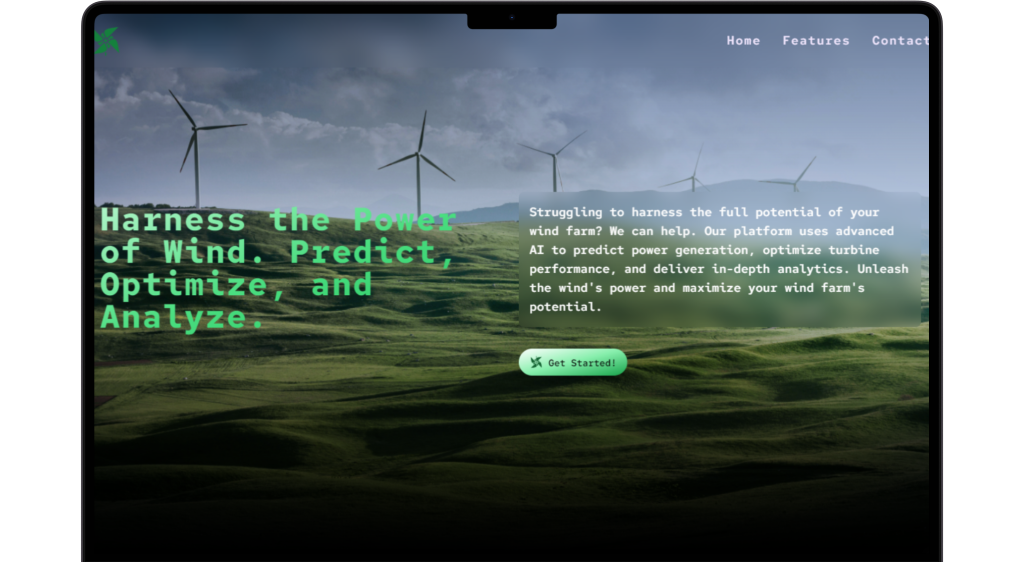 Home Features Contact
Harness the Power
of Wind. Predict,
Optimize, and
Analyze.
Struggling to harness the full potential of your
wind farm? We can help. Our platform uses advanced
AI to predict power generation, optimize turbine
performance, and deliver in-depth analytics. Unleash
the wind's power and maximize your wind farm's
potential.
Get Started!